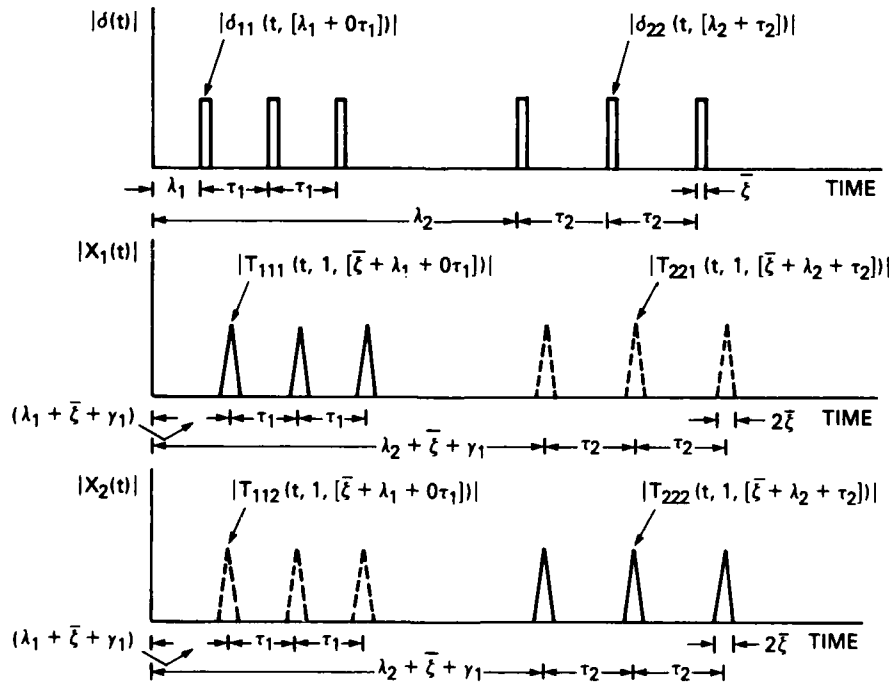 |δ(t)|
|δ₁₁ (t, [λ₁ + 0τ₁])|
|δ₂₂ (t, [λ₂ + τ₂])|
λ₁ τ₁ τ₁ ξ̅ TIME
λ₂ τ₂ τ₂
|X₁(t)|
|T₁₁₁ (t, 1, [ξ̅ + λ₁ + 0τ₁])|
|T₂₂₁ (t, 1, [ξ̅ + λ₂ + τ₂])|
(λ₁ + ξ̅ + γ₁) τ₁ τ₁ 2ξ̅ TIME
λ₂ + ξ̅ + γ₁ τ₂ τ₂
|X₂(t)|
|T₁₁₂ (t, 1, [ξ̅ + λ₁ + 0τ₁])|
|T₂₂₂ (t, 1, [ξ̅ + λ₂ + τ₂])|
(λ₁ + ξ̅ + γ₁) τ₁ τ₁ 2ξ̅ TIME
λ₂ + ξ̅ + γ₁ τ₂ τ₂